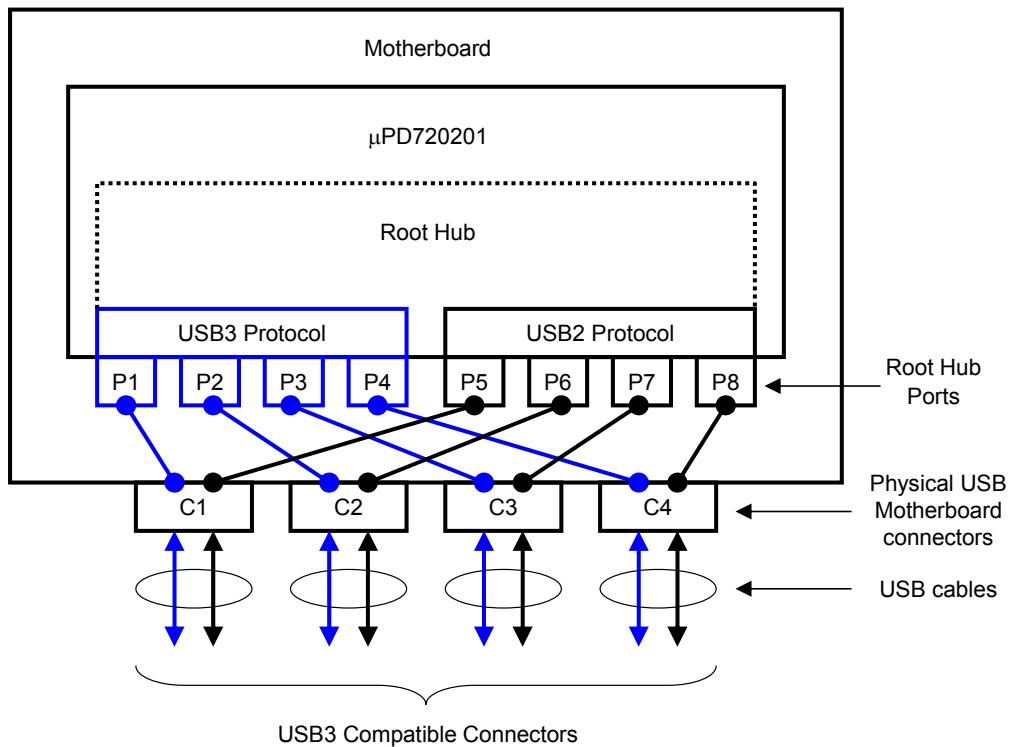 Motherboard
μPD720201
Root Hub
USB3 Protocol
USB2 Protocol
P1
P2
P3
P4
P5
P6
P7
P8
Root Hub
Ports
C1
C2
C3
C4
Physical USB
Motherboard
connectors
USB cables
USB3 Compatible Connectors